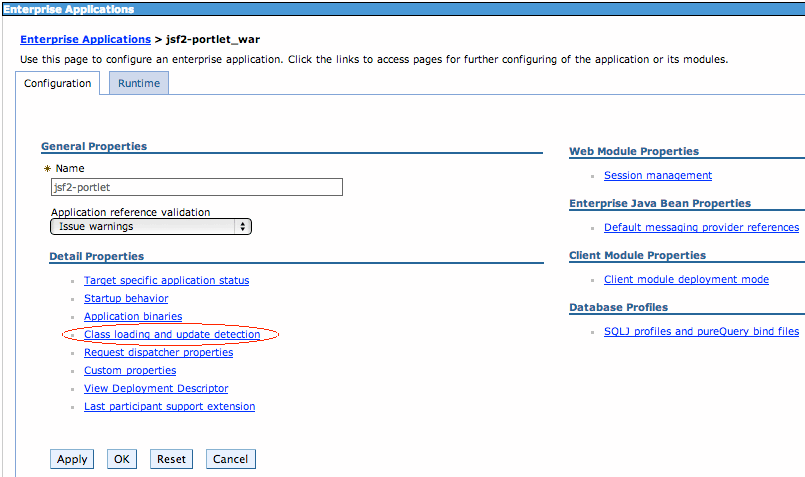 Enterprise Applications
Enterprise Applications > jsf2-portlet_war
Use this page to configure an enterprise application. Click the links to access pages for further configuring of the application or its modules.
Configuration
Runtime
General Properties
✳ Name
jsf2-portlet
Application reference validation
Issue warnings
Detail Properties
Target specific application status
Startup behavior
Application binaries
Class loading and update detection
Request dispatcher properties
Custom properties
View Deployment Descriptor
Last participant support extension
Web Module Properties
Session management
Enterprise Java Bean Properties
Default messaging provider references
Client Module Properties
Client module deployment mode
Database Profiles
SQLJ profiles and pureQuery bind files
Apply
OK
Reset
Cancel